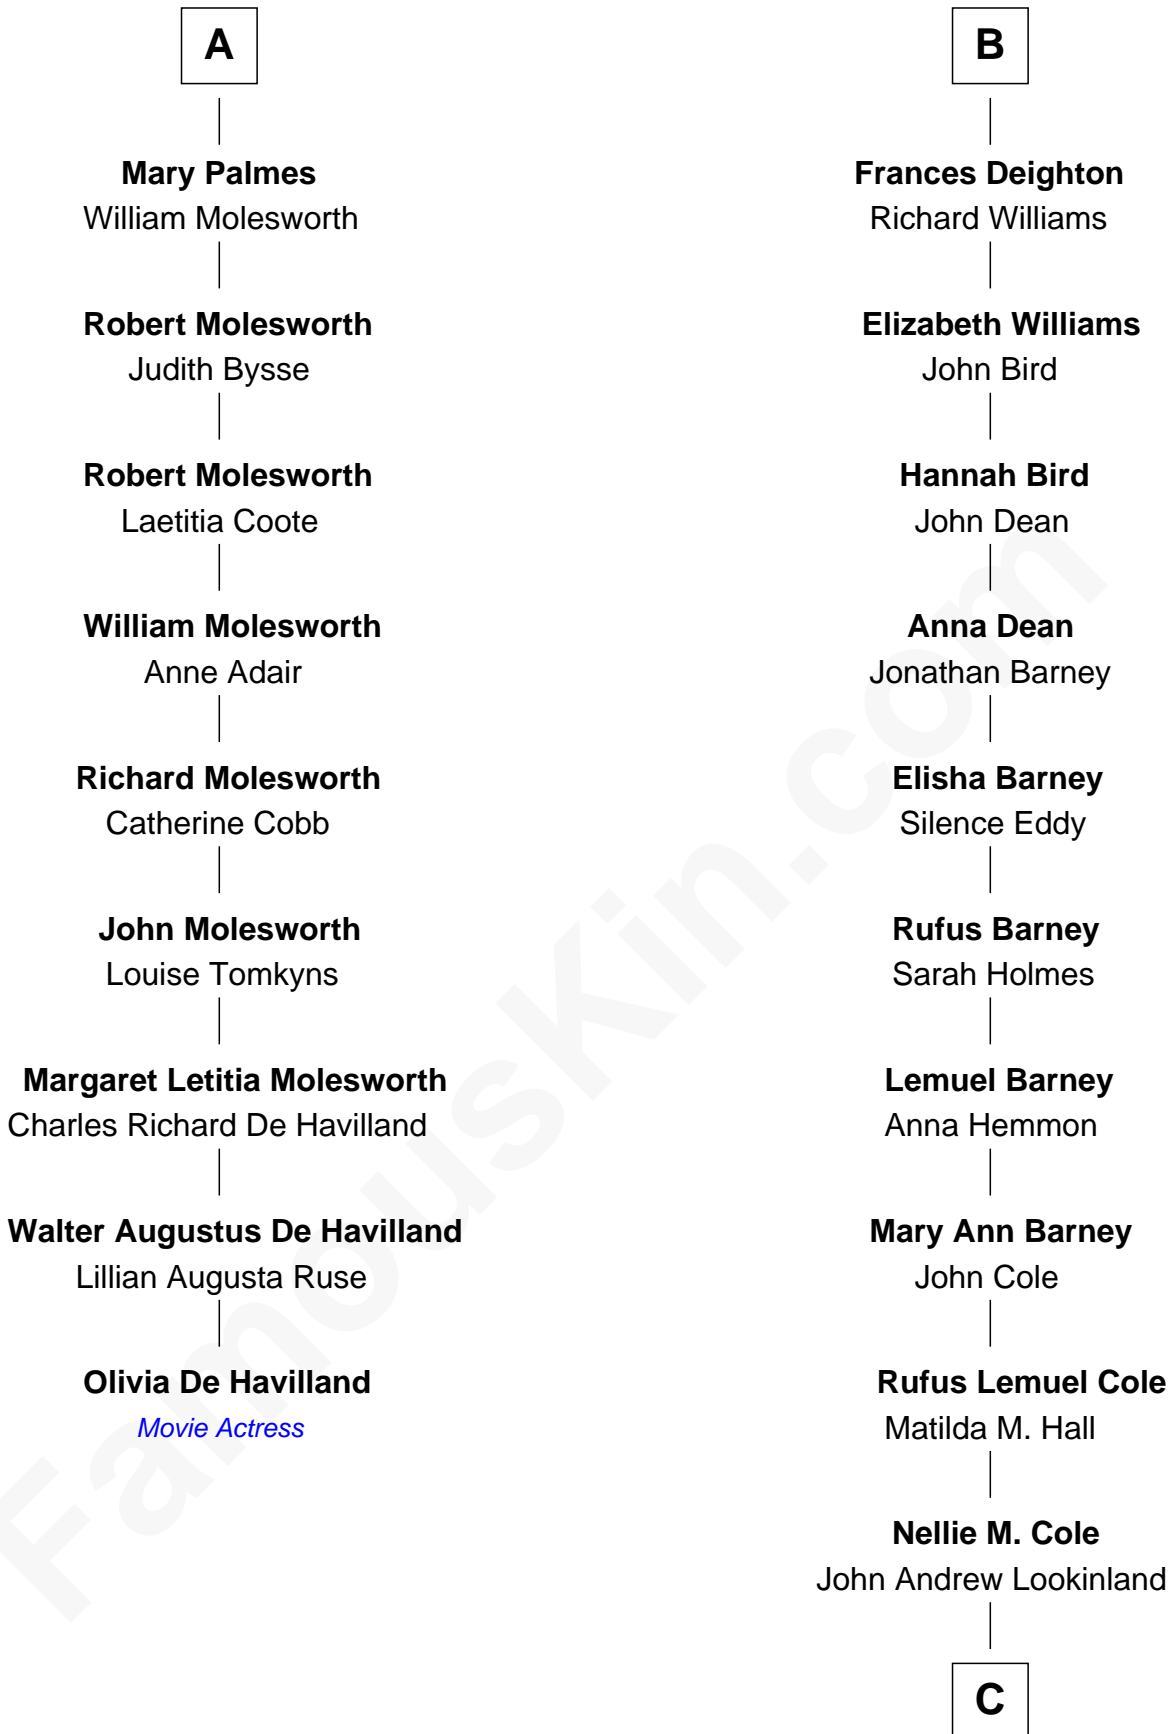 A
Mary Palmes
William Molesworth
Robert Molesworth
Judith Bysse
Robert Molesworth
Laetitia Coote
William Molesworth
Anne Adair
Richard Molesworth
Catherine Cobb
John Molesworth
Louise Tomkyns
Margaret Letitia Molesworth
Charles Richard De Havilland
Walter Augustus De Havilland
Lillian Augusta Ruse
Olivia De Havilland
Movie Actress
B
Frances Deighton
Richard Williams
Elizabeth Williams
John Bird
Hannah Bird
John Dean
Anna Dean
Jonathan Barney
Elisha Barney
Silence Eddy
Rufus Barney
Sarah Holmes
Lemuel Barney
Anna Hemmon
Mary Ann Barney
John Cole
Rufus Lemuel Cole
Matilda M. Hall
Nellie M. Cole
John Andrew Lookinland
C
FamousKin.com